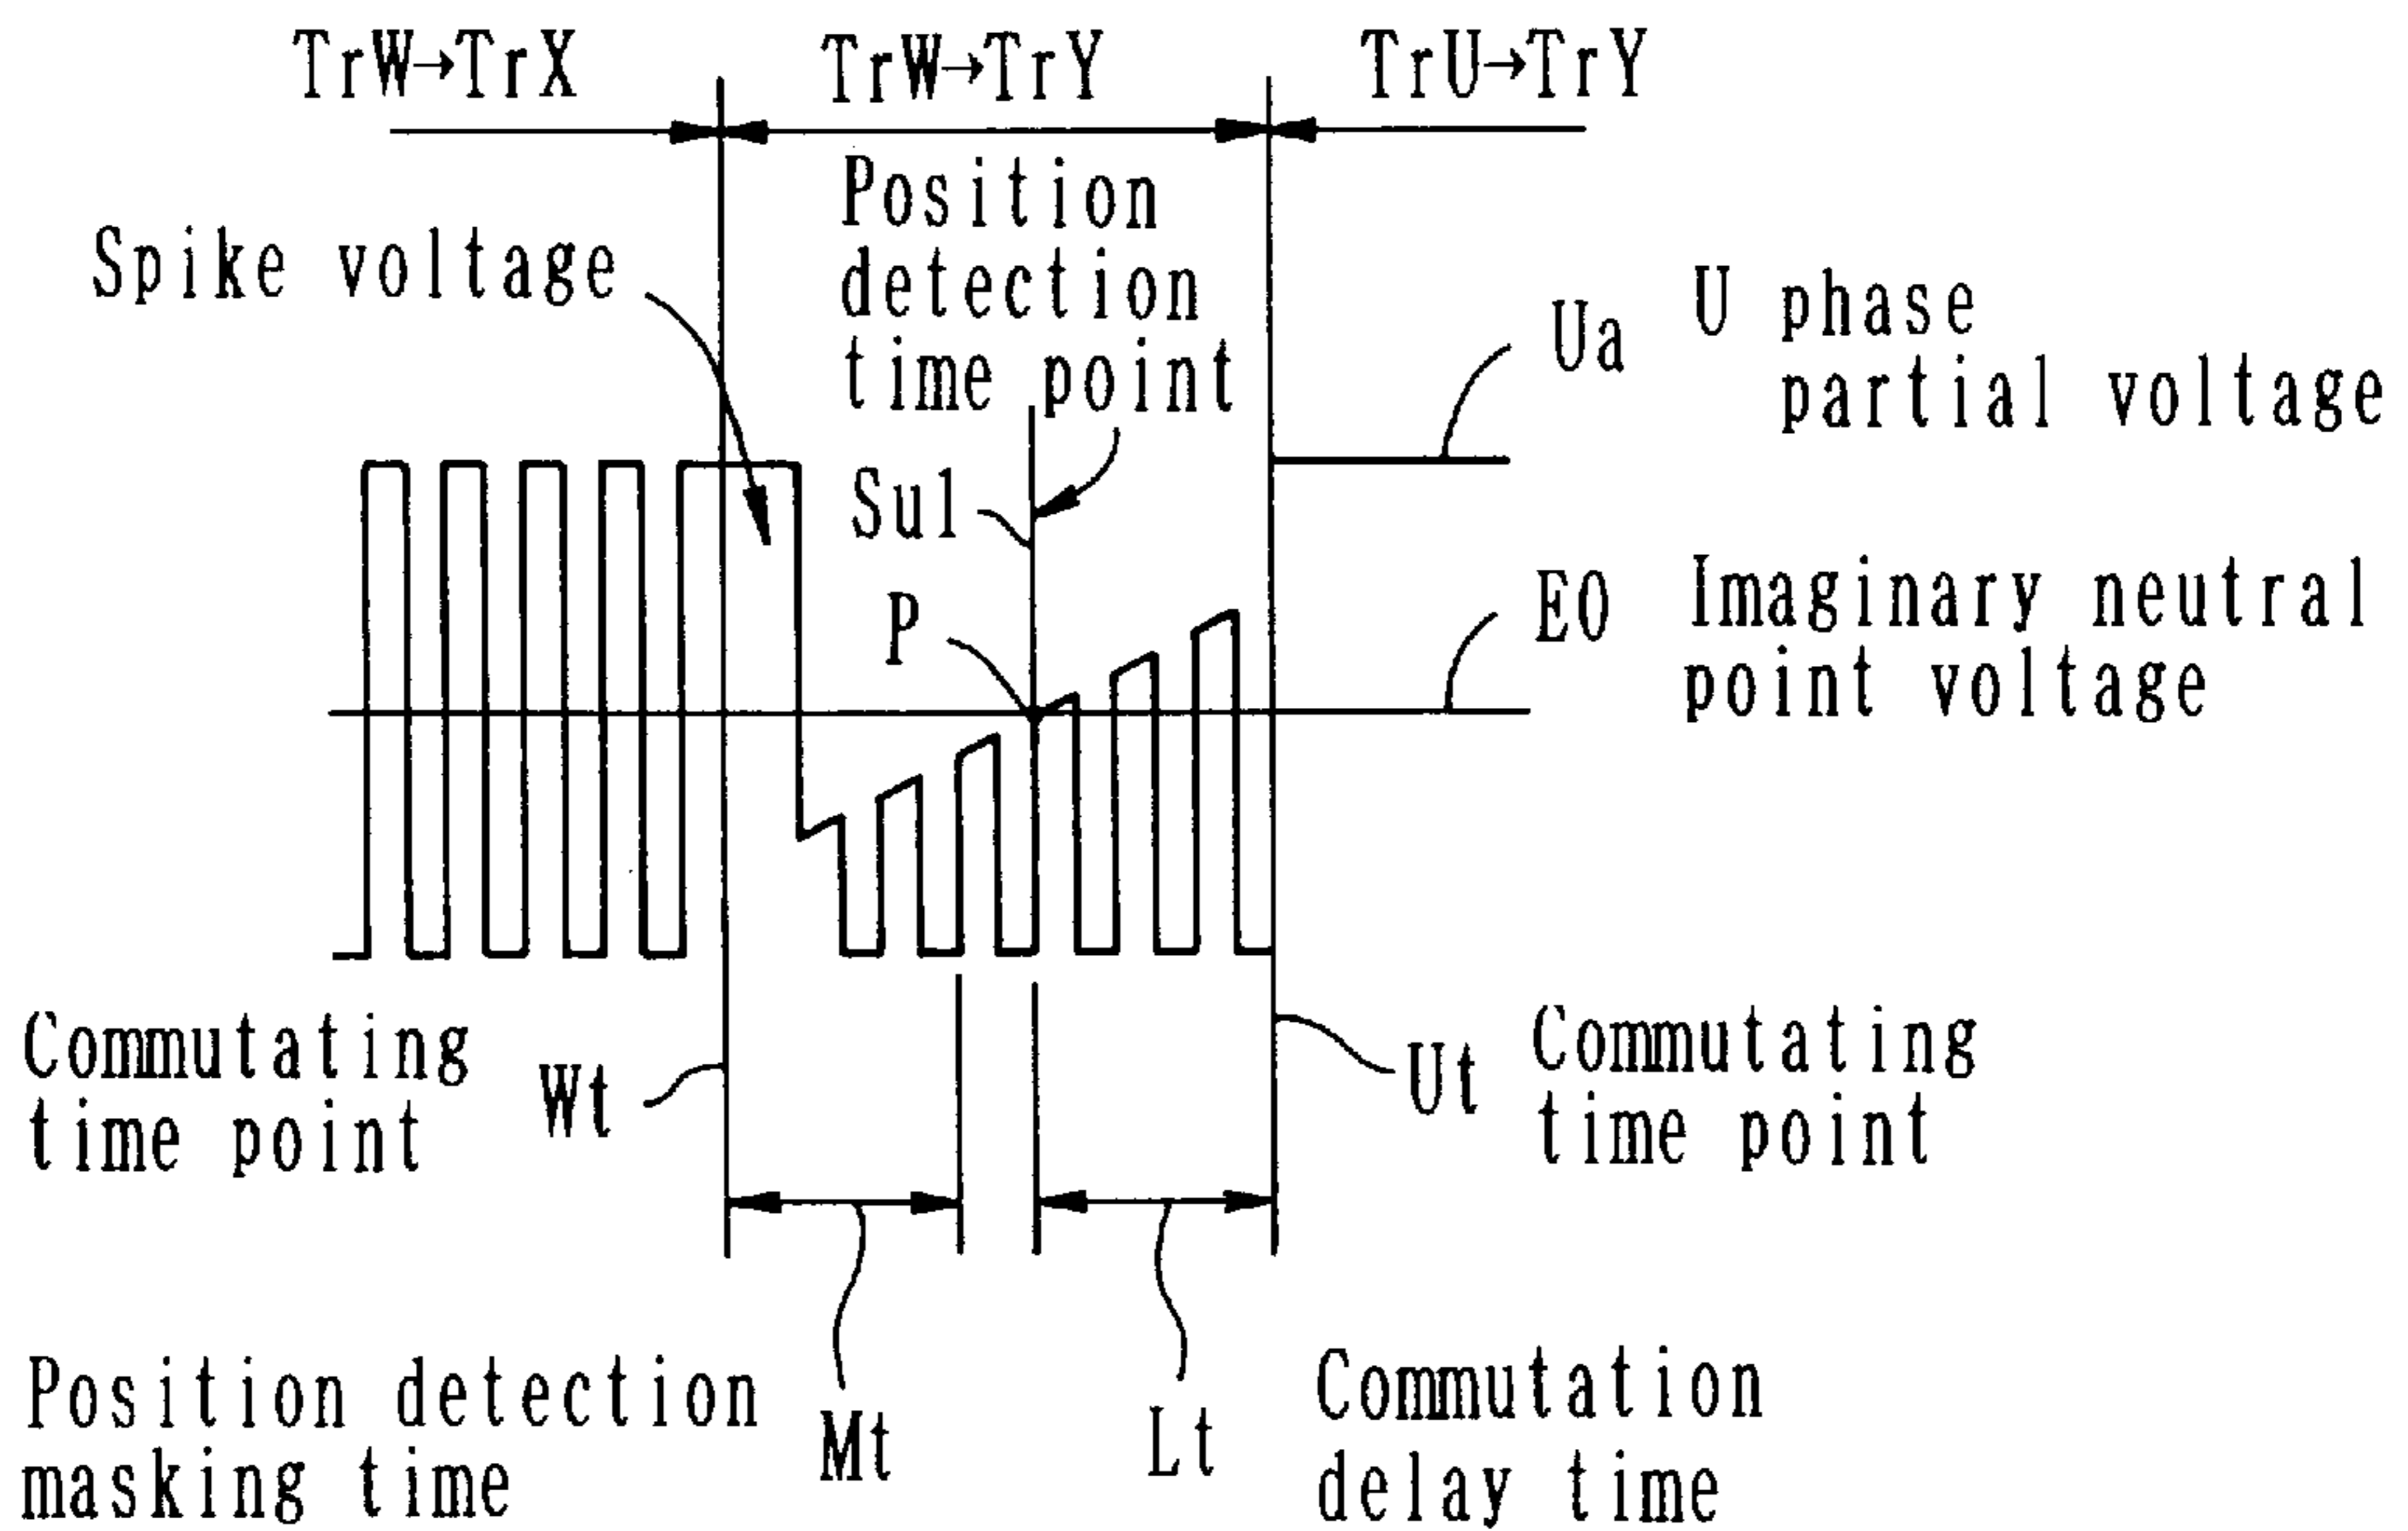 TrW→TrX
TrW→TrY
TrU→TrY
Position
detection
time point
Spike voltage
Ua
U phase
partial voltage
Su1
P
E0
Imaginary neutral
point voltage
Commutating
time point
Wt
Ut
Commutating
time point
Position detection
masking time
Mt
Lt
Commutation
delay time